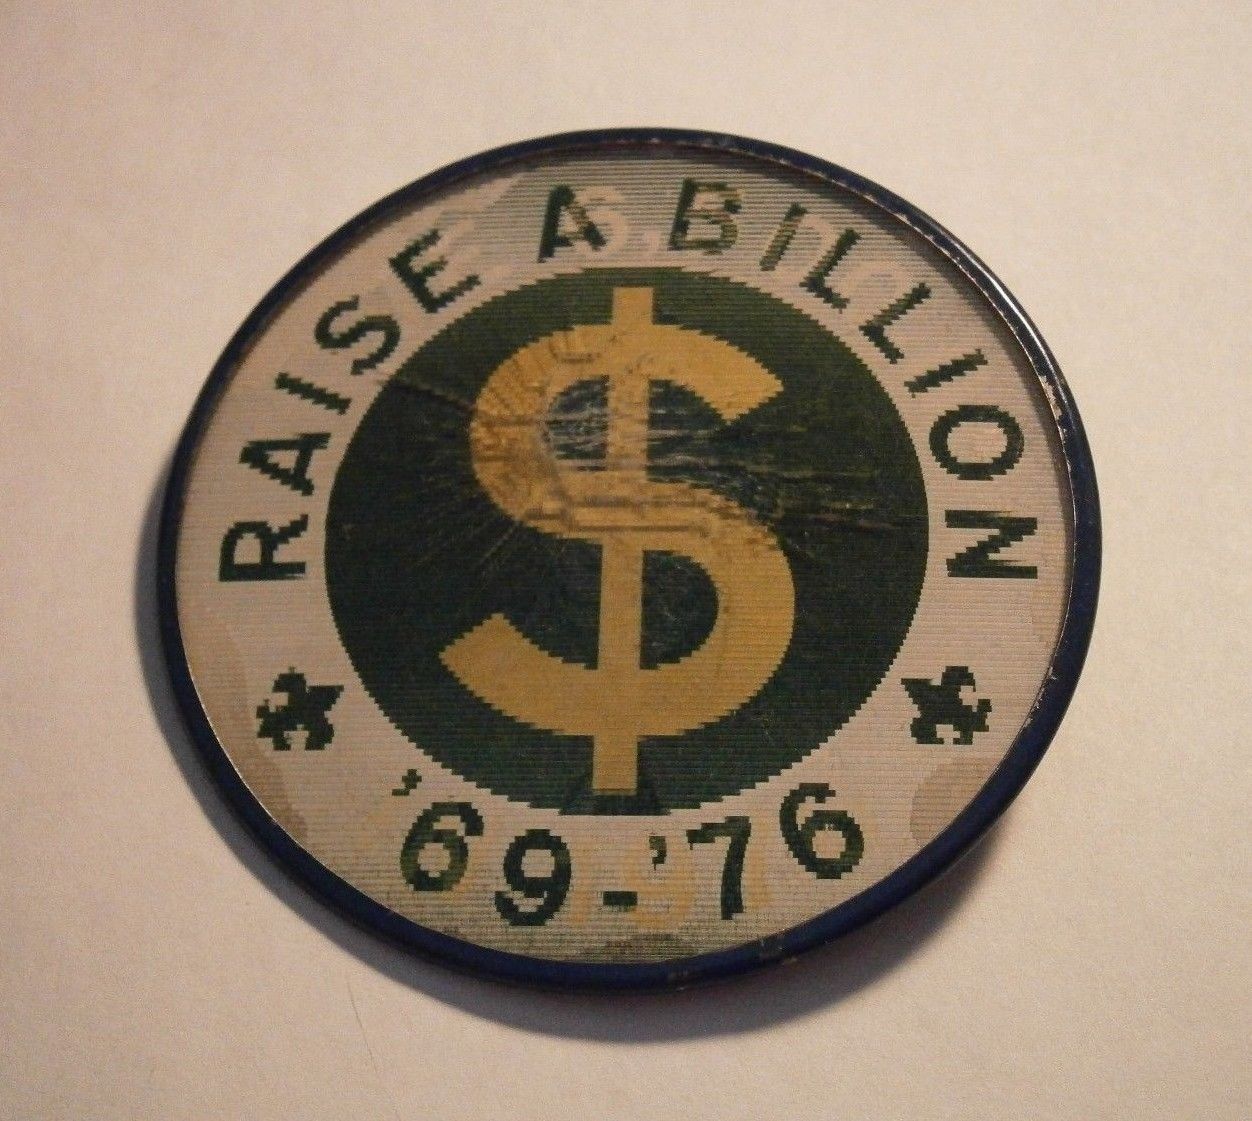 RAISE A BILLION
$
'69-'76